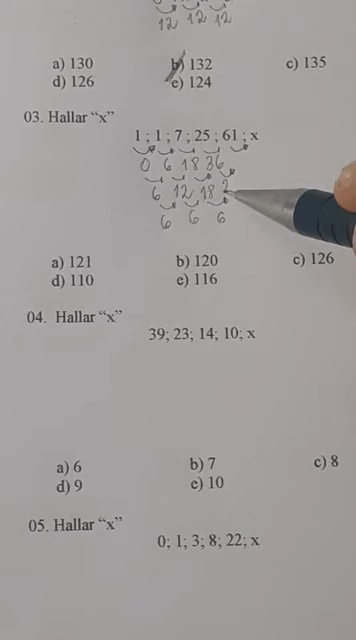 12 12 12
a) 130 b) 132 c) 135
d) 126 e) 124
03. Hallar “x”
1 ; 1 ; 7 ; 25 ; 61 ; x
0 6 18 36
6 12 18 ?
6 6 6
a) 121 b) 120 c) 126
d) 110 e) 116
04. Hallar “x”
39; 23; 14; 10; x
a) 6 b) 7 c) 8
d) 9 e) 10
05. Hallar “x”
0; 1; 3; 8; 22; x